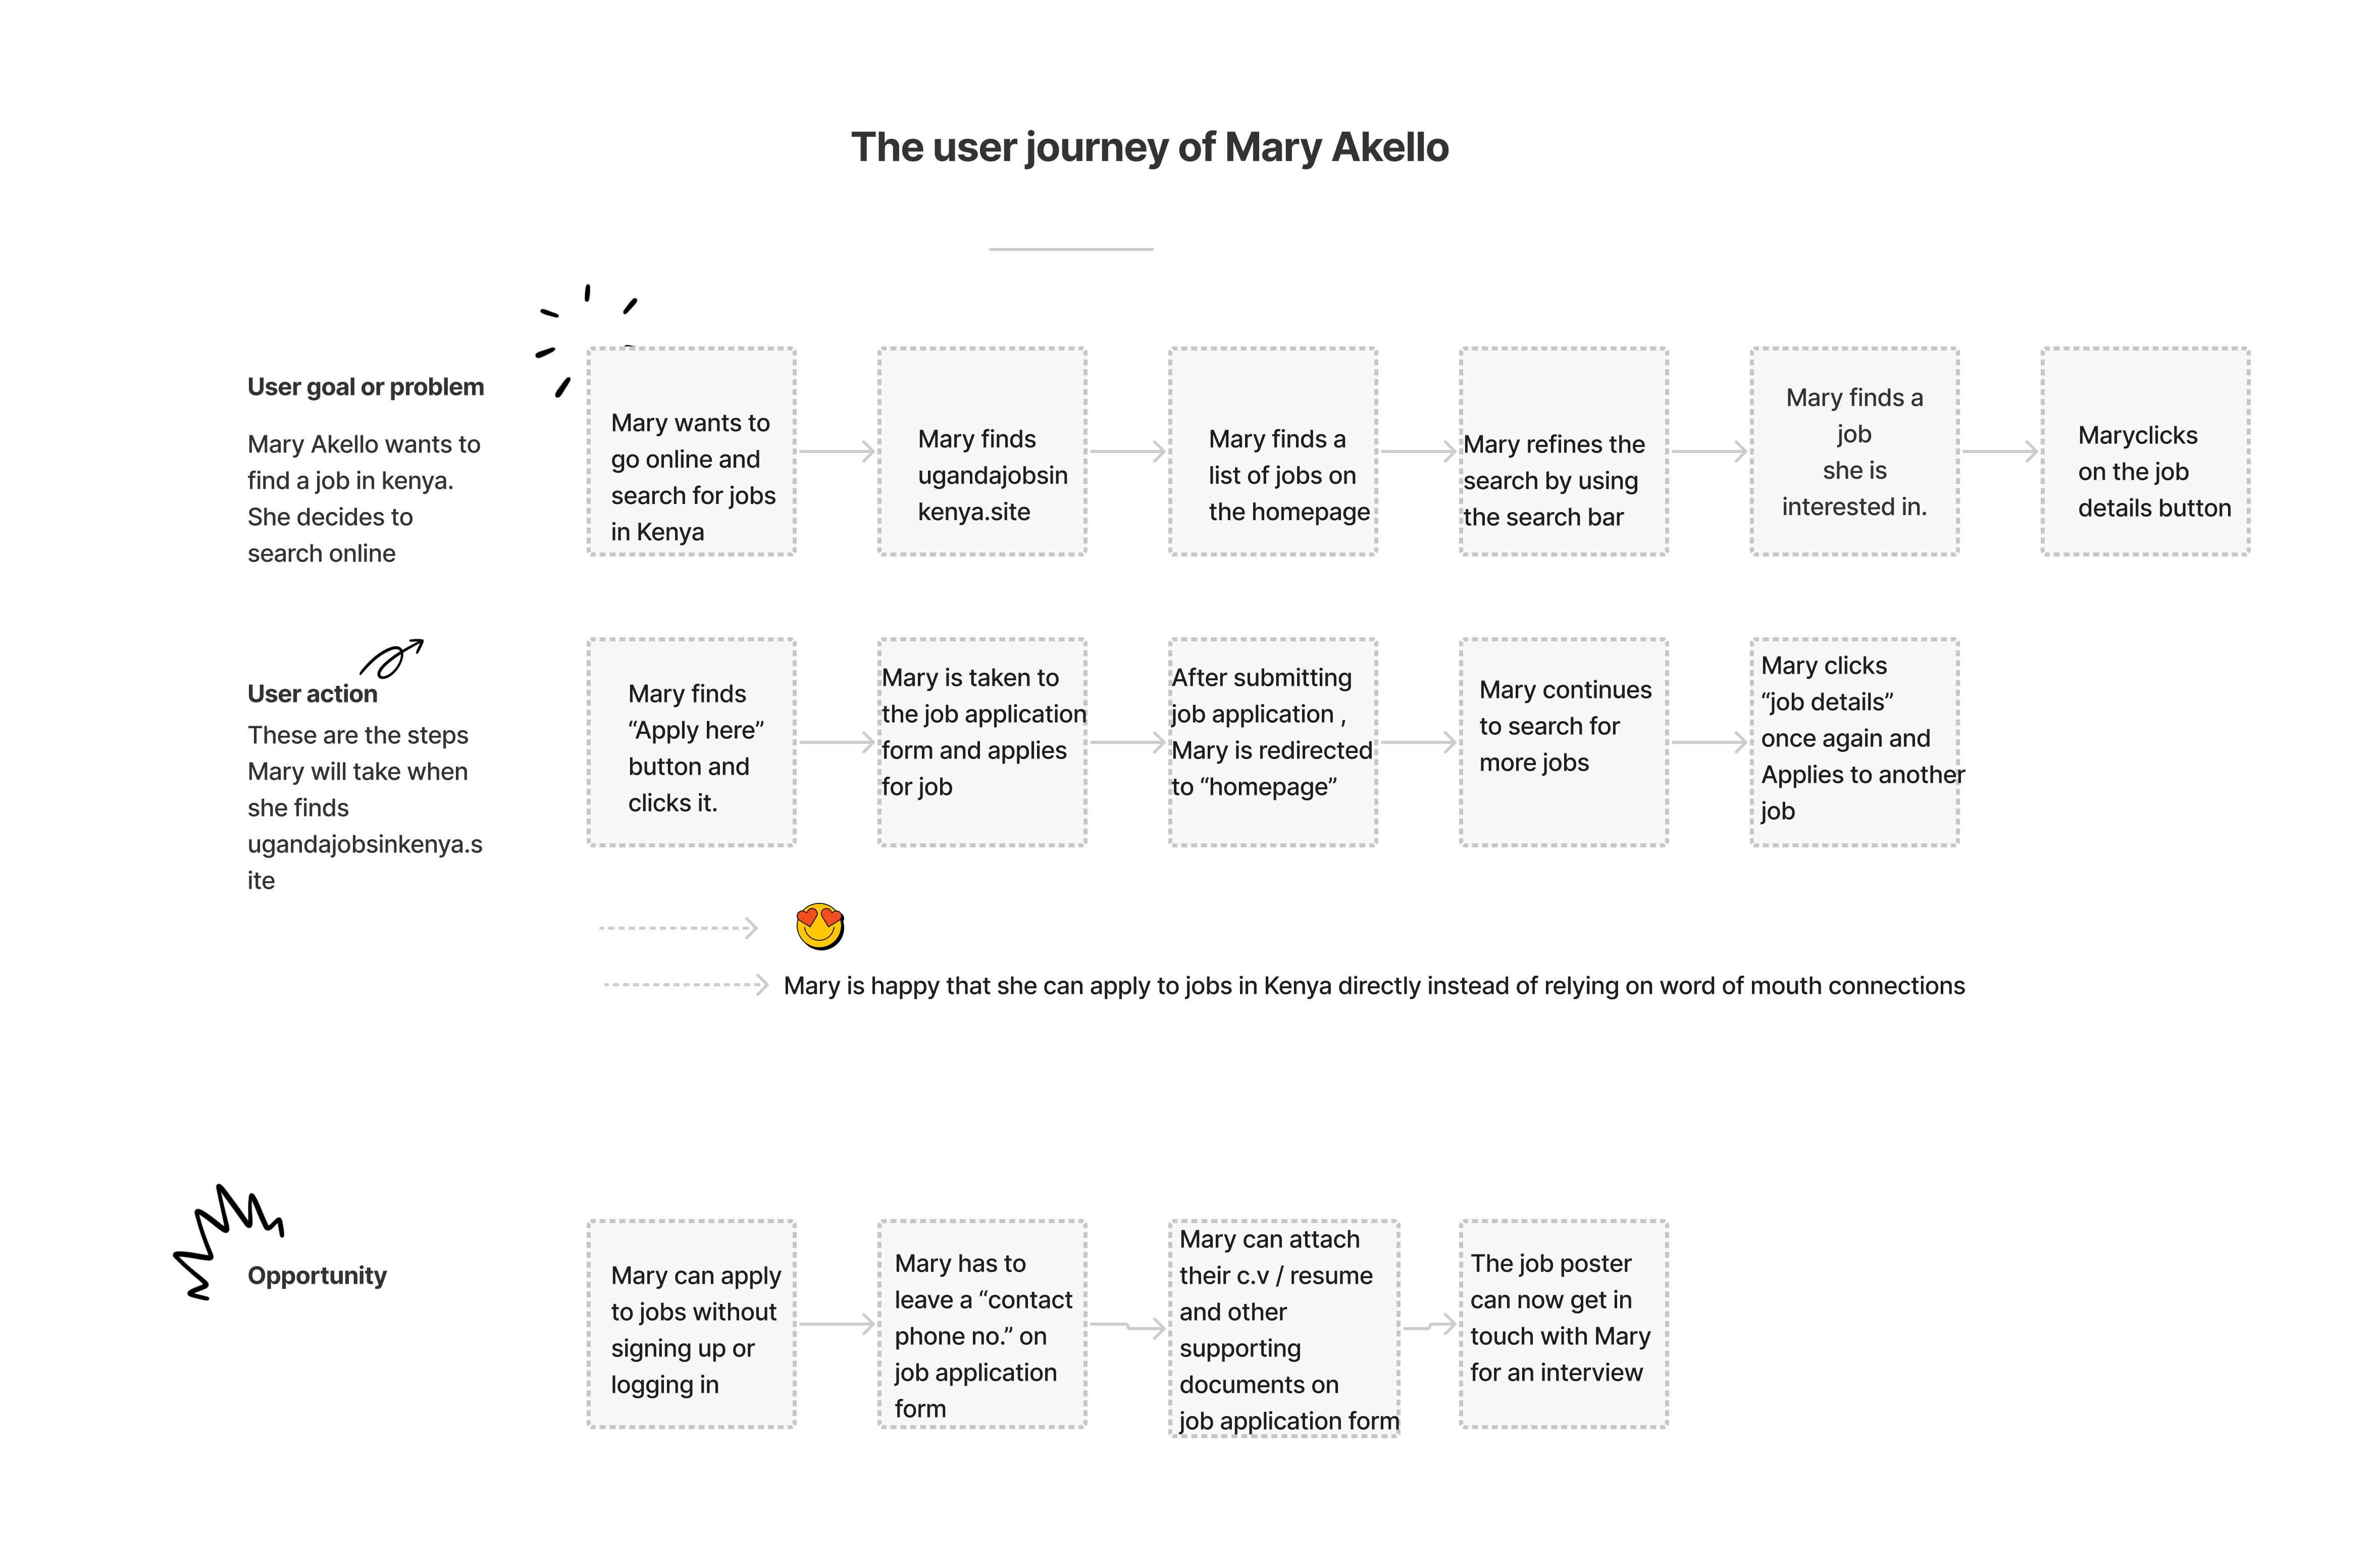 The user journey of Mary Akello
User goal or problem
Mary Akello wants to
find a job in kenya.
She decides to
search online
Mary wants to
go online and
search for jobs
in Kenya
Mary finds
ugandajobsin
kenya.site
Mary finds a
list of jobs on
the homepage
Mary refines the
search by using
the search bar
Mary finds a
job
she is
interested in.
Maryclicks
on the job
details button
User action
These are the steps
Mary will take when
she finds
ugandajobsinkenya.s
ite
Mary finds
“Apply here”
button and
clicks it.
Mary is taken to
the job application
form and applies
for job
After submitting
job application ,
Mary is redirected
to “homepage”
Mary continues
to search for
more jobs
Mary clicks
“job details”
once again and
Applies to another
job
Mary is happy that she can apply to jobs in Kenya directly instead of relying on word of mouth connections
Opportunity
Mary can apply
to jobs without
signing up or
logging in
Mary has to
leave a “contact
phone no.” on
job application
form
Mary can attach
their c.v / resume
and other
supporting
documents on
job application form
The job poster
can now get in
touch with Mary
for an interview